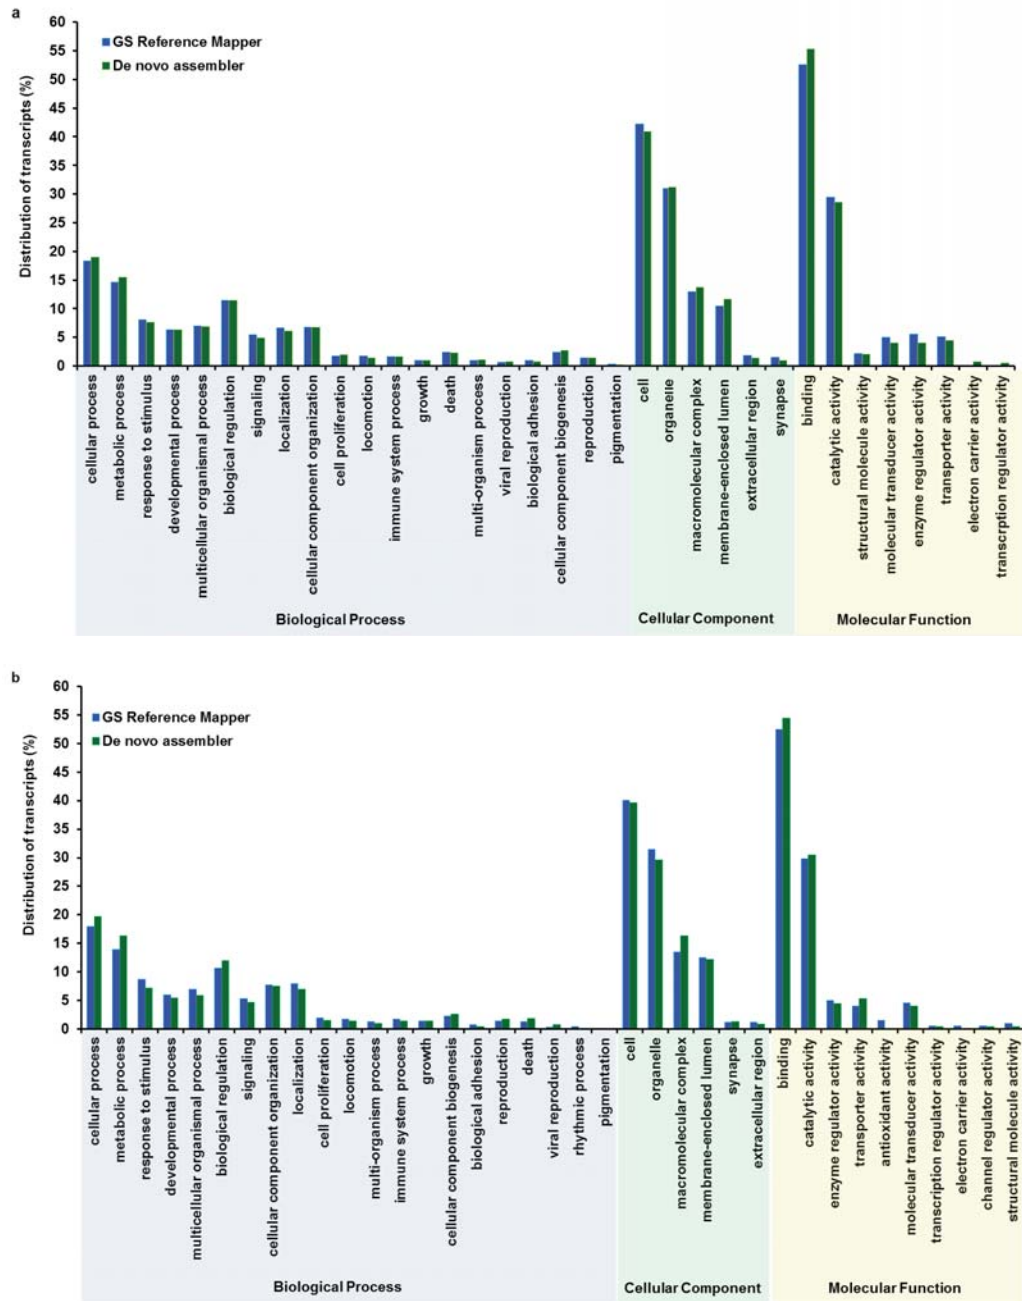 a
60
55
50
45
40
35
30
25
20
15
10
5
0
Distribution of transcripts (%)
GS Reference Mapper
De novo assembler
cellular process
metabolic process
response to stimulus
developmental process
multicellular organismal process
biological regulation
signaling
localization
cellular component organization
cell proliferation
locomotion
immune system process
growth
death
multi-organism process
viral reproduction
biological adhesion
cellular component biogenesis
reproduction
pigmentation
cell
organelle
macromolecular complex
membrane-enclosed lumen
extracellular region
synapse
binding
catalytic activity
structural molecule activity
molecular transducer activity
enzyme regulator activity
transporter activity
electron carrier activity
transcrption regulator activity
Biological Process
Cellular Component
Molecular Function
b
60
55
50
45
40
35
30
25
20
15
10
5
0
Distribution of transcripts (%)
GS Reference Mapper
De novo assembler
cellular process
metabolic process
response to stimulus
developmental process
multicellular organismal process
biological regulation
signaling
cellular component organization
localization
cell proliferation
locomotion
multi-organism process
immune system process
growth
cellular component biogenesis
biological adhesion
reproduction
death
viral reproduction
rhythmic process
pigmentation
cell
organelle
macromolecular complex
membrane-enclosed lumen
synapse
extracellular region
binding
catalytic activity
enzyme regulator activity
transporter activity
antioxidant activity
molecular transducer activity
transcription regulator activity
electron carrier activity
channel regulator activity
structural molecule activity
Biological Process
Cellular Component
Molecular Function